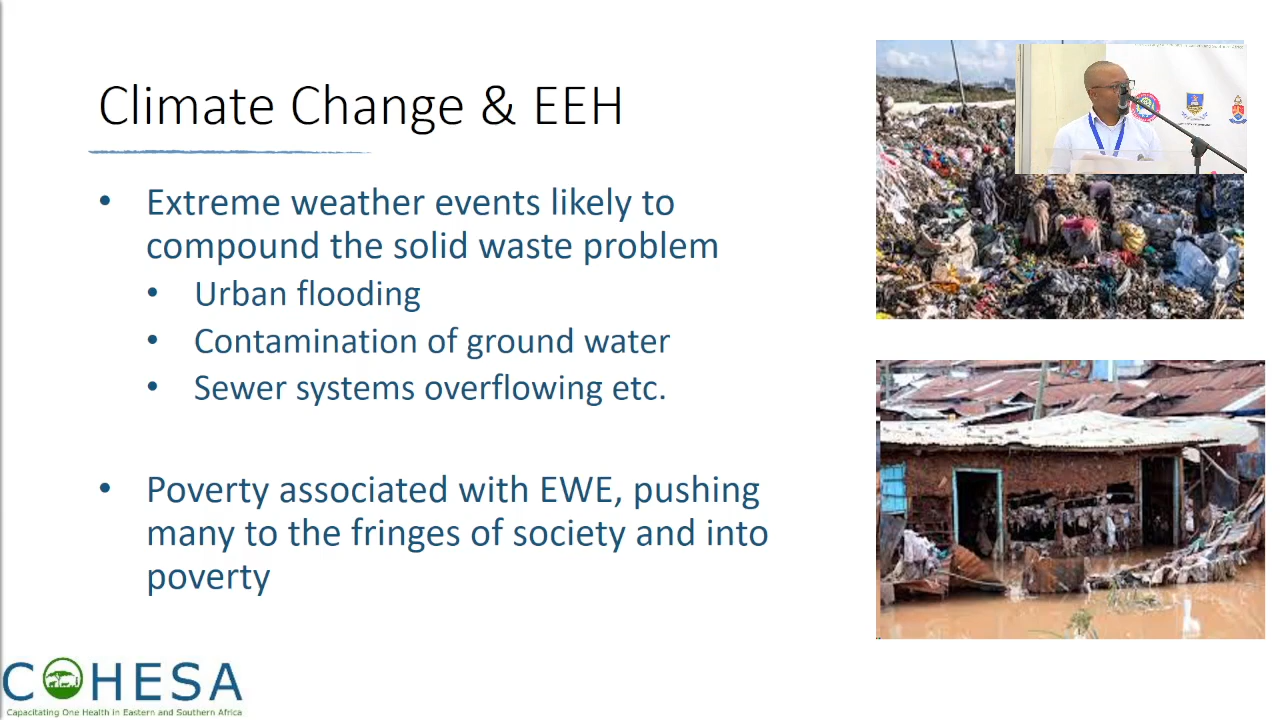 Climate Change & EEH
• Extreme weather events likely to
compound the solid waste problem
• Urban flooding
• Contamination of ground water
• Sewer systems overflowing etc.
• Poverty associated with EWE, pushing
many to the fringes of society and into
poverty
COHESA
Capacitating One Health in Eastern and Southern Africa